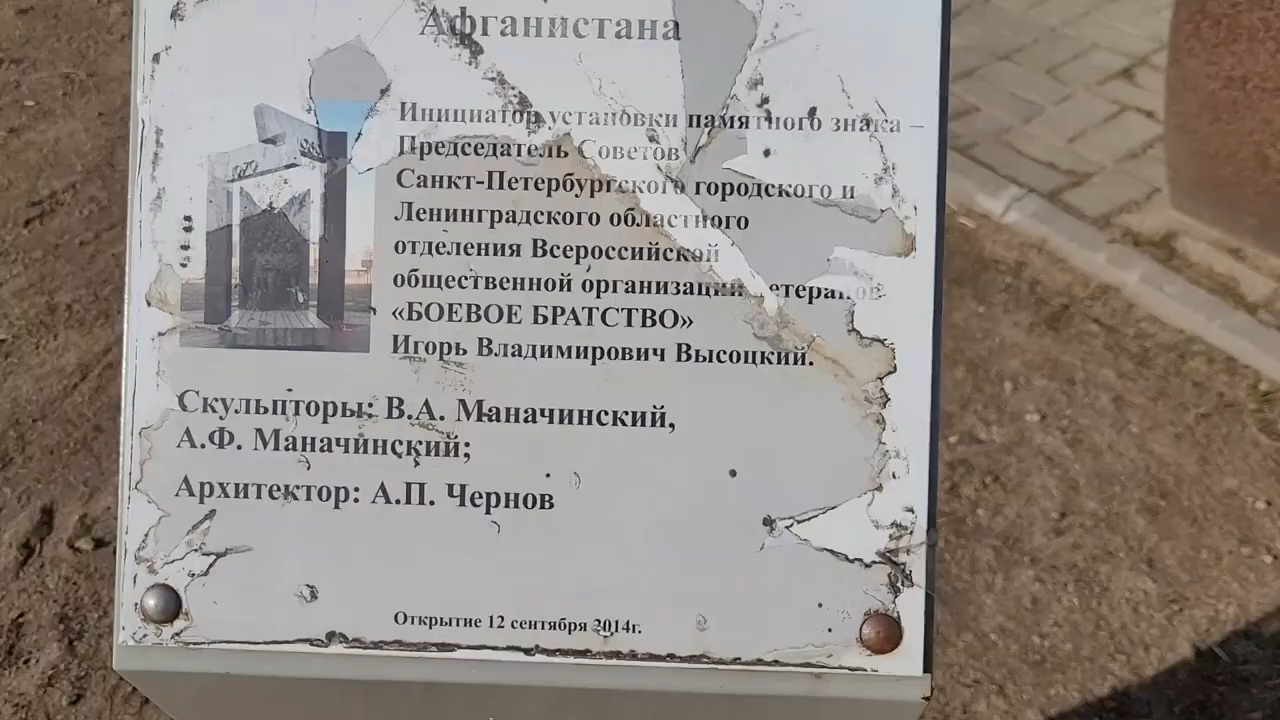 Афганистана
Инициатор установки памятного знака –
Председатель Советов
Санкт-Петербургского городского и
Ленинградского областного
отделения Всероссийской
общественной организации ветеранов
«БОЕВОЕ БРАТСТВО»
Игорь Владимирович Высоцкий.
Скульпторы: В.А. Маначинский,
А.Ф. Маначинский;
Архитектор: А.П. Чернов
Открытие 12 сентября 2014г.